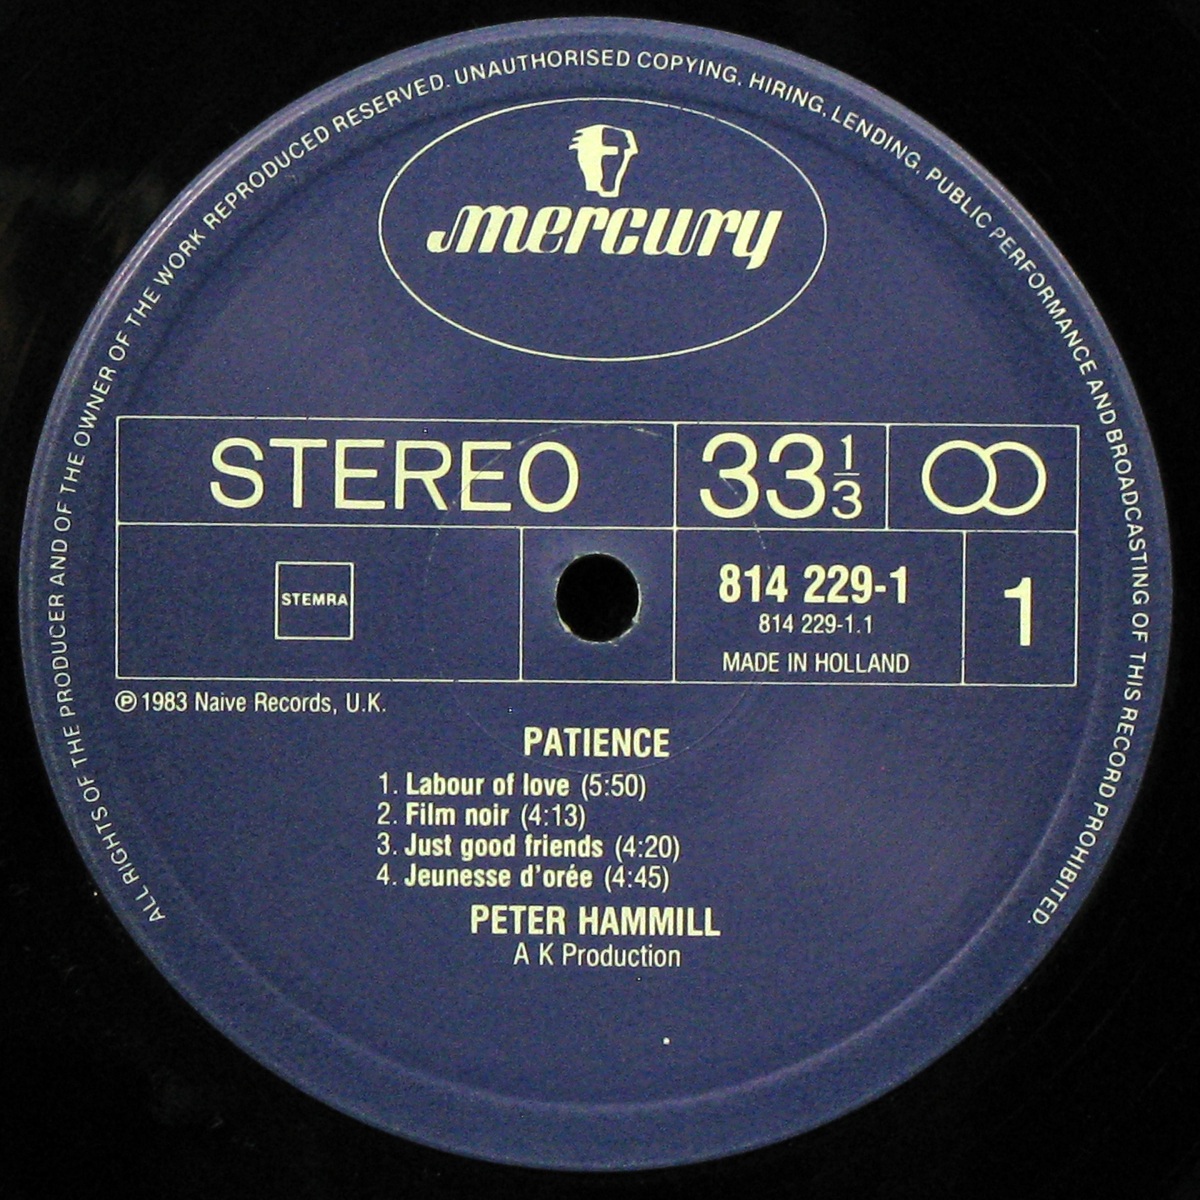 ALL RIGHTS OF THE PRODUCER AND OF THE OWNER OF THE WORK REPRODUCED RESERVED. UNAUTHORISED COPYING, HIRING, LENDING, PUBLIC PERFORMANCE AND BROADCASTING OF THIS RECORD PROHIBITED.
mercury
STEREO 33 1/3
STEMRA
814 229-1
814 229-1.1
MADE IN HOLLAND
1
℗ 1983 Naive Records, U.K.
PATIENCE
1. Labour of love (5:50)
2. Film noir (4:13)
3. Just good friends (4:20)
4. Jeunesse d'orée (4:45)
PETER HAMMILL
A K Production